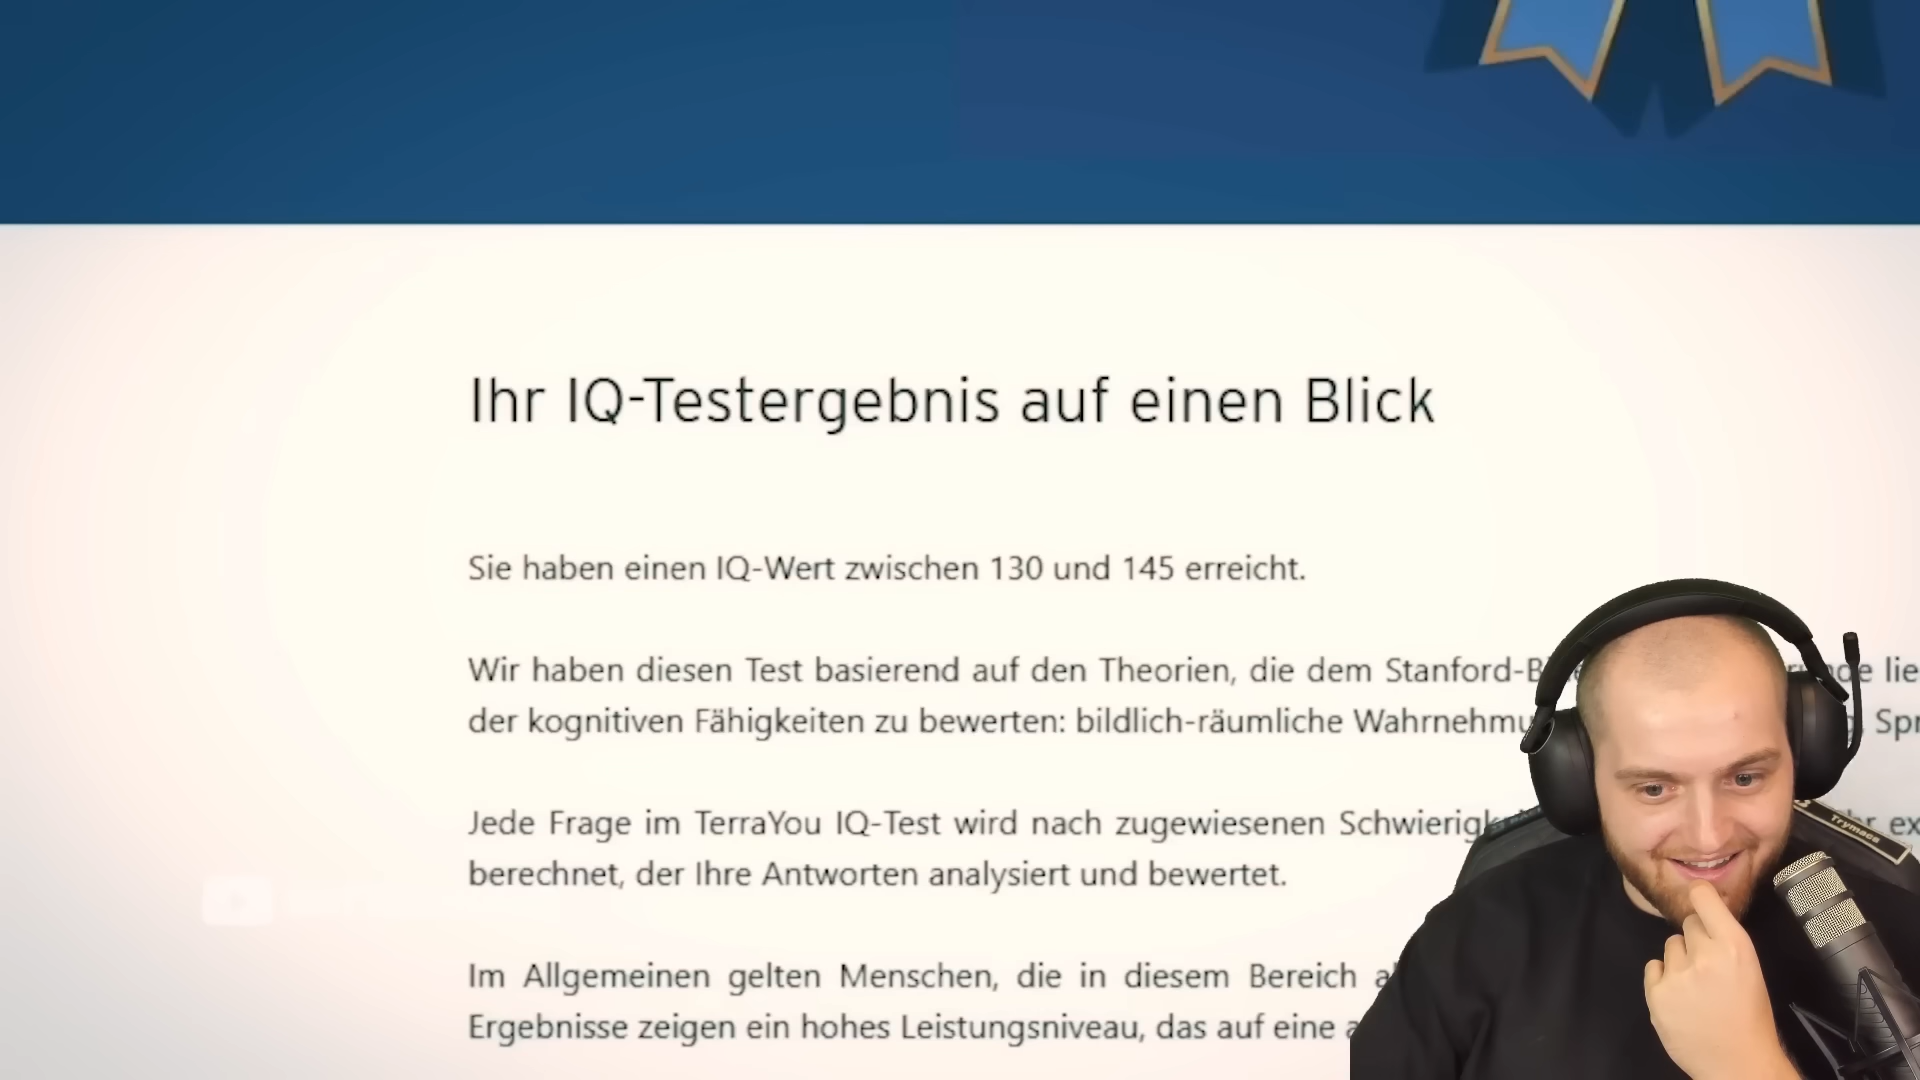 Ihr IQ-Testergebnis auf einen Blick
Sie haben einen IQ-Wert zwischen 130 und 145 erreicht.
Wir haben diesen Test basierend auf den Theorien, die dem
der kognitiven Fähigkeiten zu bewerten: bildlich-räumliche
Jede Frage im TerraYou IQ-Test wird nach zugewiesenen
Trymacs
berechnet, der Ihre Antworten analysiert und bewertet.
Im Allgemeinen gelten Menschen, die in diesem Bereich
Ergebnisse zeigen ein hohes Leistungsniveau, das auf eine